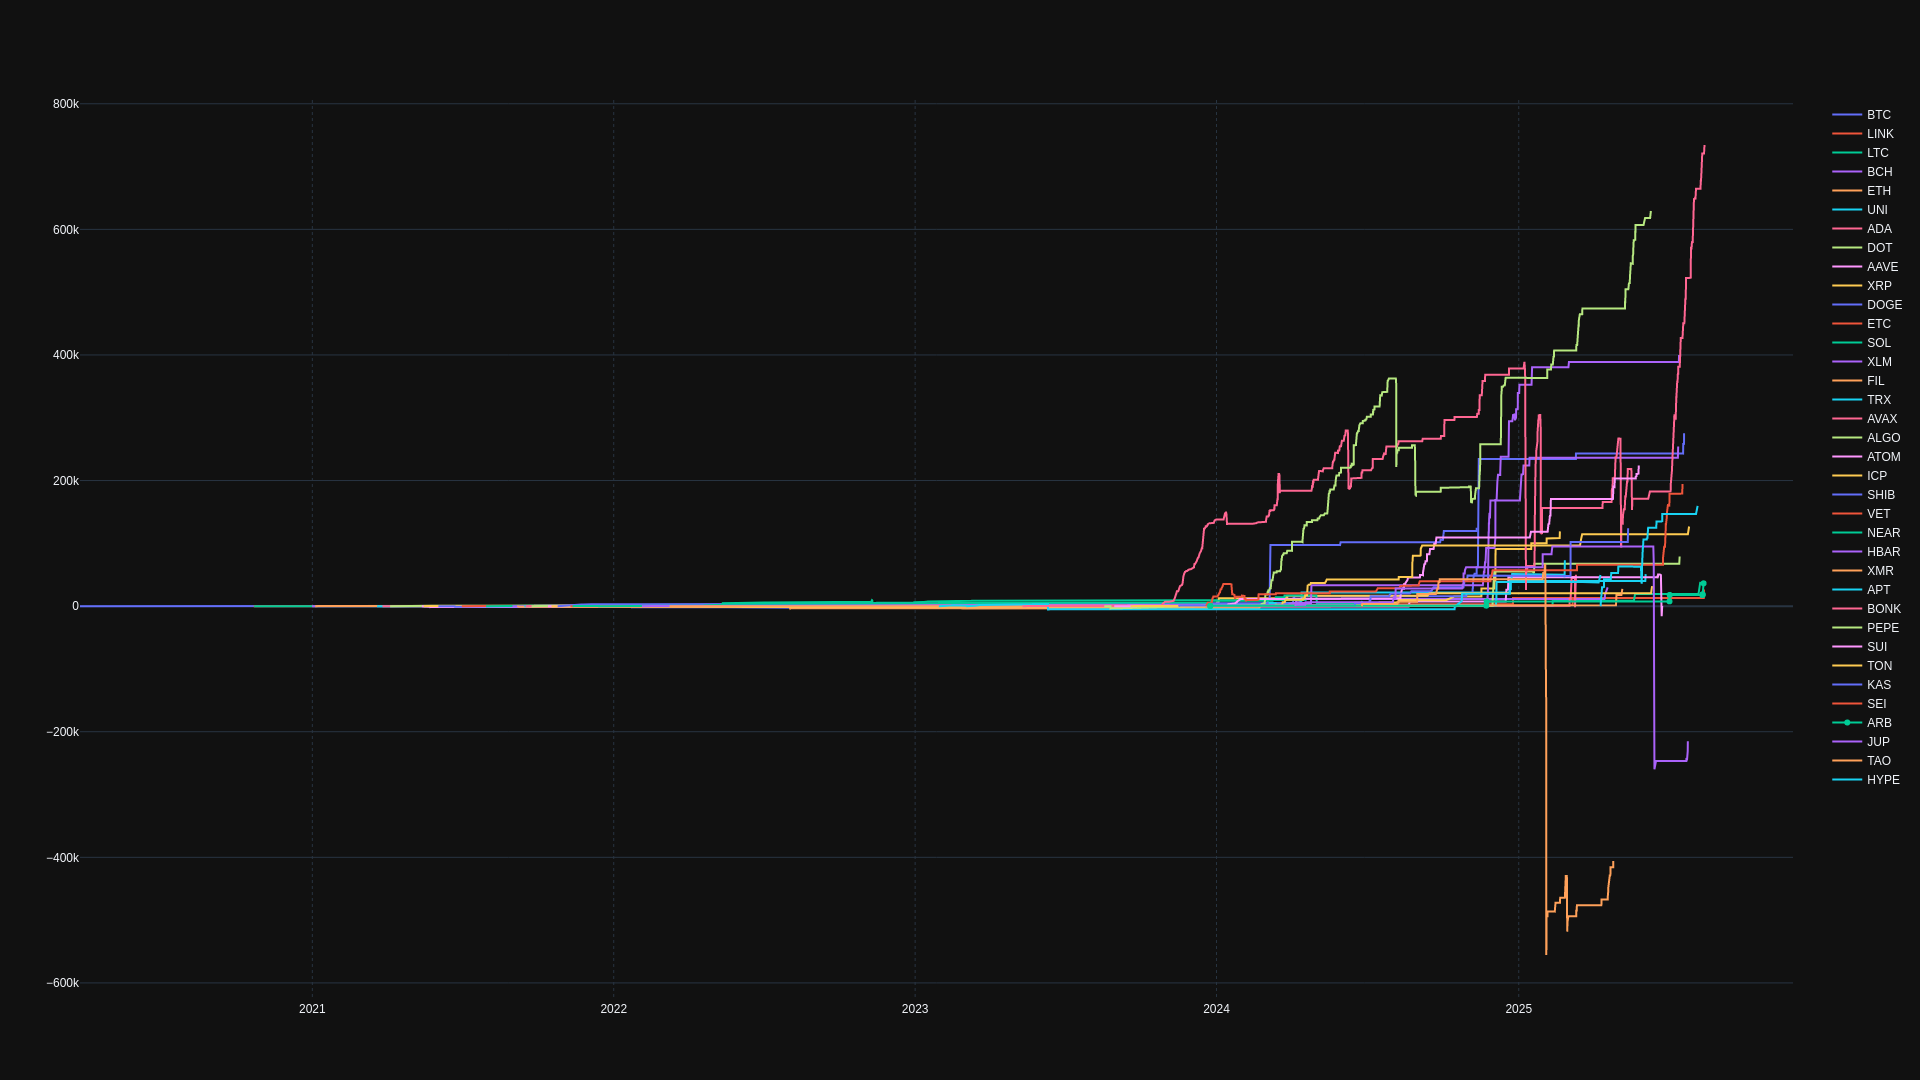 800k
600k
400k
200k
0
−200k
−400k
−600k
2021
2022
2023
2024
2025
BTC
LINK
LTC
BCH
ETH
UNI
ADA
DOT
AAVE
XRP
DOGE
ETC
SOL
XLM
FIL
TRX
AVAX
ALGO
ATOM
ICP
SHIB
VET
NEAR
HBAR
XMR
APT
BONK
PEPE
SUI
TON
KAS
SEI
ARB
JUP
TAO
HYPE